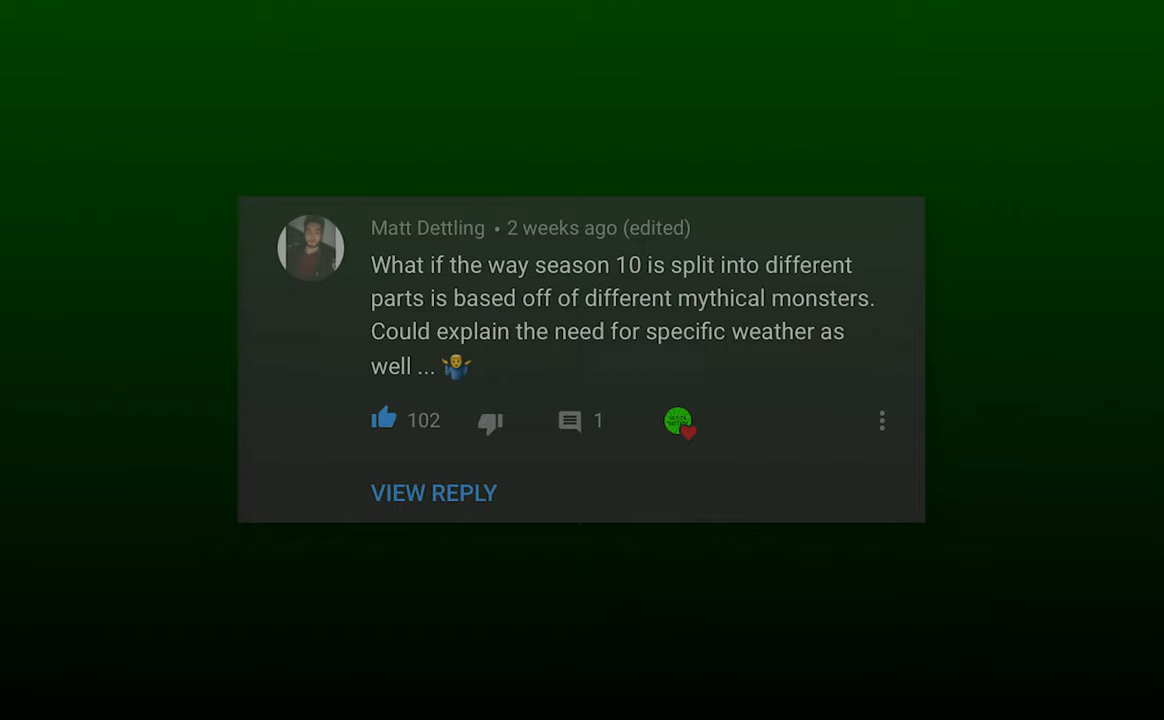 Matt Dettling • 2 weeks ago (edited)
What if the way season 10 is split into different
parts is based off of different mythical monsters.
Could explain the need for specific weather as
well ... 🤷‍♂️
102 1
VIEW REPLY